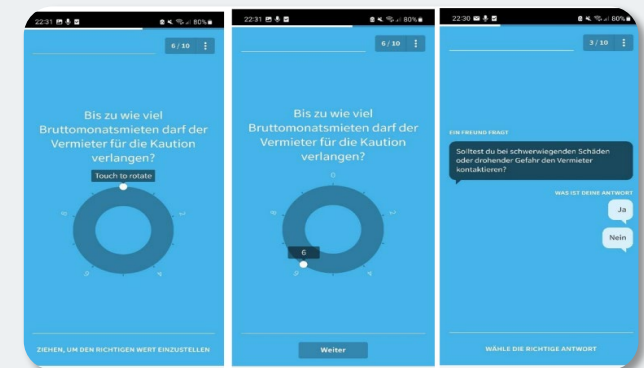 22:31
80%
6 / 10
Bis zu wie viel
Bruttomonatsmieten darf der
Vermieter für die Kaution
verlangen?
Touch to rotate
ZIEHEN, UM DEN RICHTIGEN WERT EINZUSTELLEN
22:31
80%
6 / 10
Bis zu wie viel
Bruttomonatsmieten darf der
Vermieter für die Kaution
verlangen?
0
6
Weiter
22:30
80%
3 / 10
EIN FREUND FRAGT
Solltest du bei schwerwiegenden Schäden
oder drohender Gefahr den Vermieter
kontaktieren?
WAS IST DEINE ANTWORT
Ja
Nein
WÄHLE DIE RICHTIGE ANTWORT